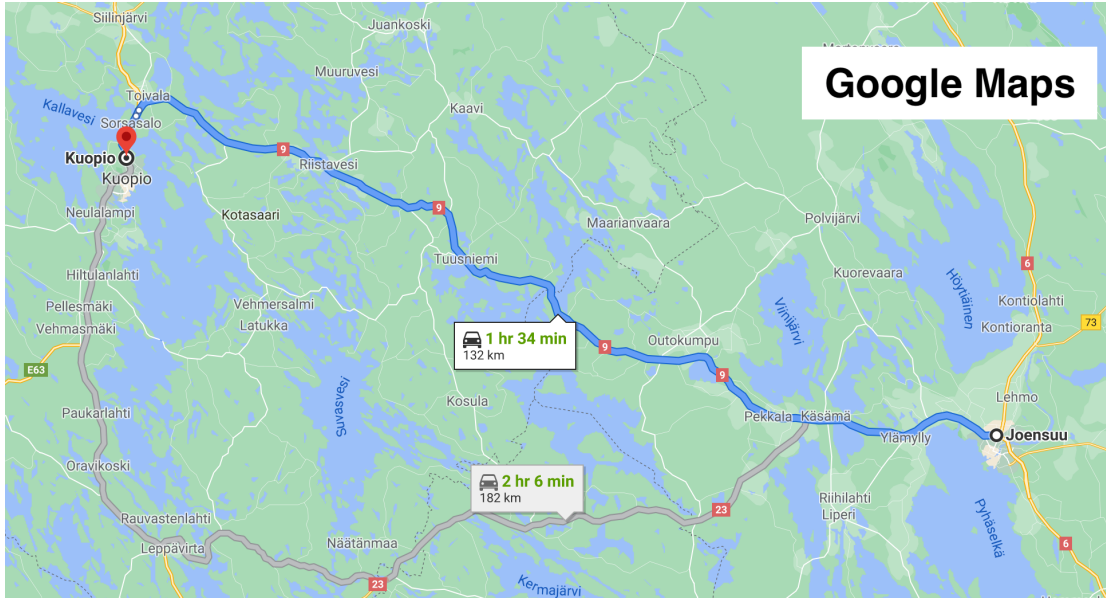 Siilinjärvi
Juankoski
Google Maps
Muuruvesi
Toivala
Kallavesi
Kaavi
Sorsasalo
9
Kuopio
Riistavesi
Kuopio
9
Neulalampi
Kotasaari
Maarianvaara
Polvijärvi
Tuusniemi
6
Hiltulanlahti
Kuorevaara
Höytiäinen
Pellesmäki
Vehmersalmi
Kontiolahti
Vehmasmäki
Latukka
Viinijärvi
73
Kontioranta
1 hr 34 min
132 km
9
Outokumpu
E63
9
Suvasvesi
Kosula
Lehmo
Paukarlahti
Pekkala
Käsämä
Ylämylly
Joensuu
Oravikoski
2 hr 6 min
182 km
Riihilahti
Liperi
23
Pyhäselkä
Rauvastenlahti
Leppävirta
Näätänmaa
6
23
Kermajärvi